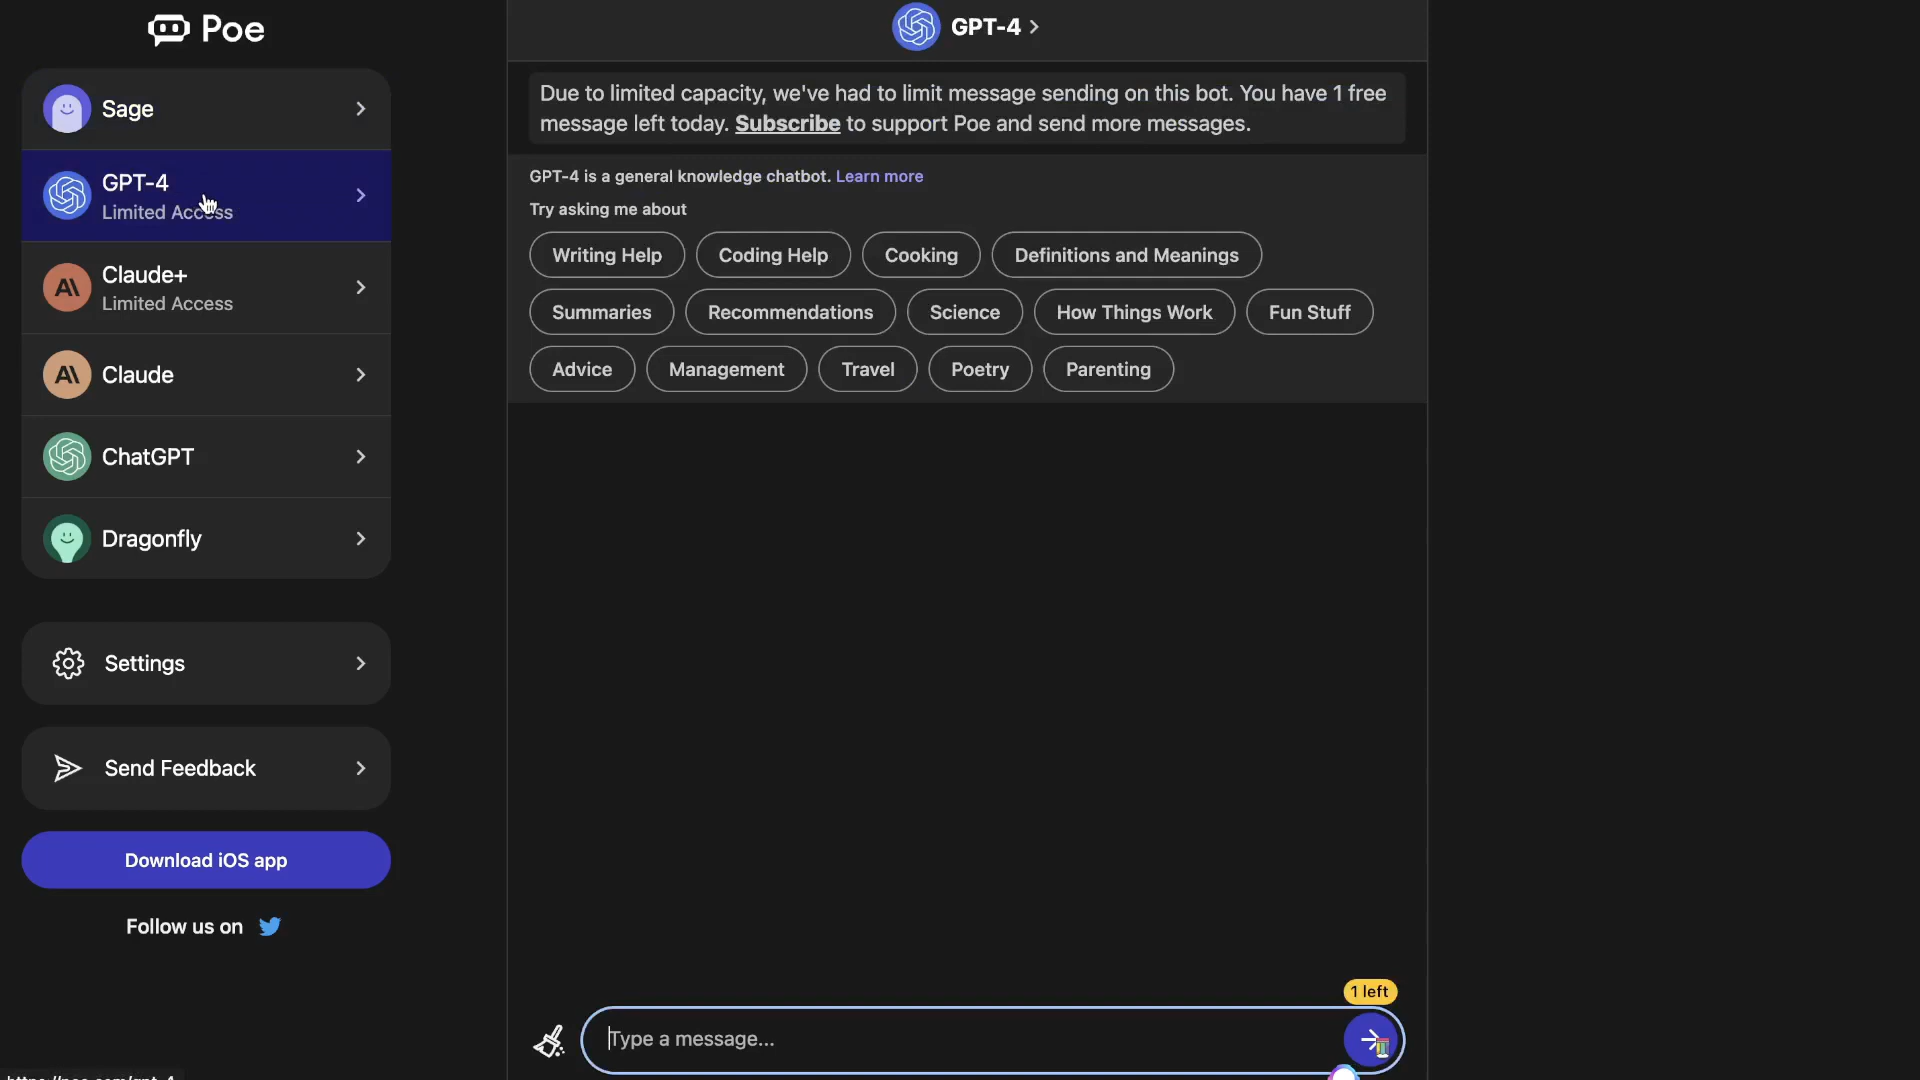 Poe
Sage
GPT-4
Limited Access
Claude+
Limited Access
Claude
ChatGPT
Dragonfly
Settings
Send Feedback
Download iOS app
Follow us on
GPT-4
Due to limited capacity, we've had to limit message sending on this bot. You have 1 free
message left today. Subscribe to support Poe and send more messages.
GPT-4 is a general knowledge chatbot. Learn more
Try asking me about
Writing Help Coding Help Cooking Definitions and Meanings
Summaries Recommendations Science How Things Work Fun Stuff
Advice Management Travel Poetry Parenting
1 left
Type a message...